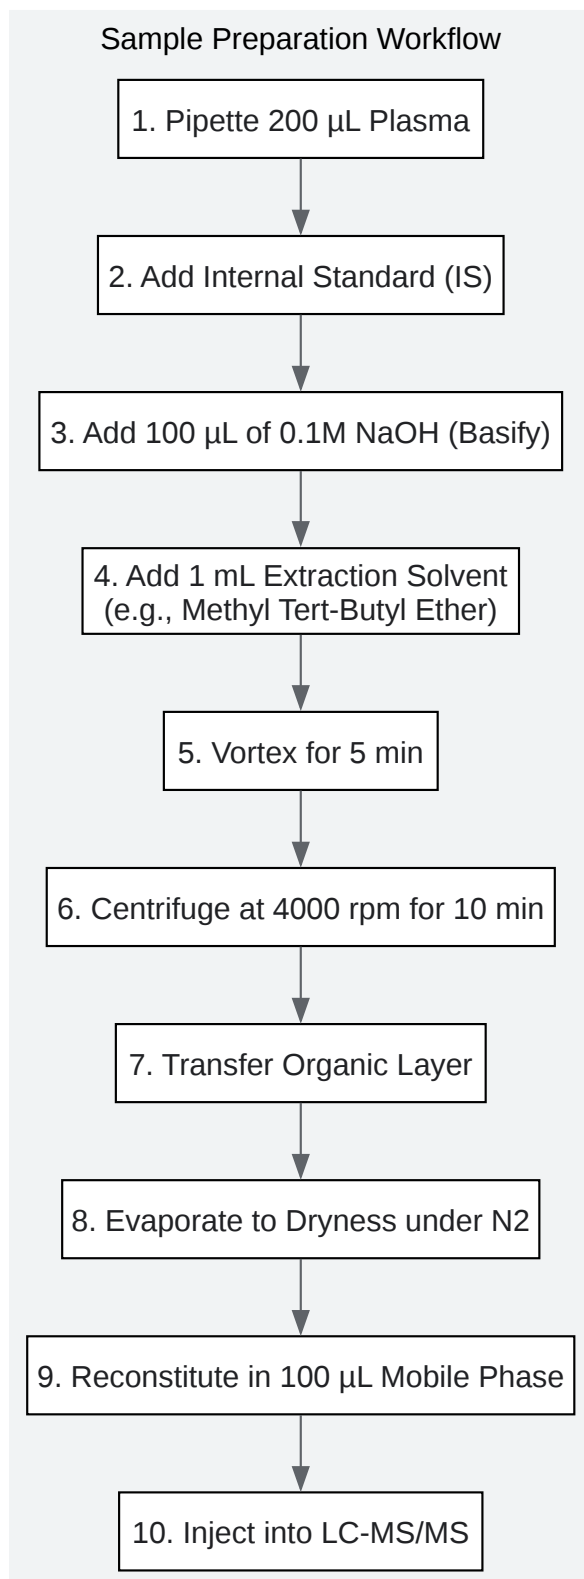 Sample Preparation Workflow
1. Pipette 200 µL Plasma
2. Add Internal Standard (IS)
3. Add 100 µL of 0.1M NaOH (Basify)
4. Add 1 mL Extraction Solvent
(e.g., Methyl Tert-Butyl Ether)
5. Vortex for 5 min
6. Centrifuge at 4000 rpm for 10 min
7. Transfer Organic Layer
8. Evaporate to Dryness under N2
9. Reconstitute in 100 µL Mobile Phase
10. Inject into LC-MS/MS